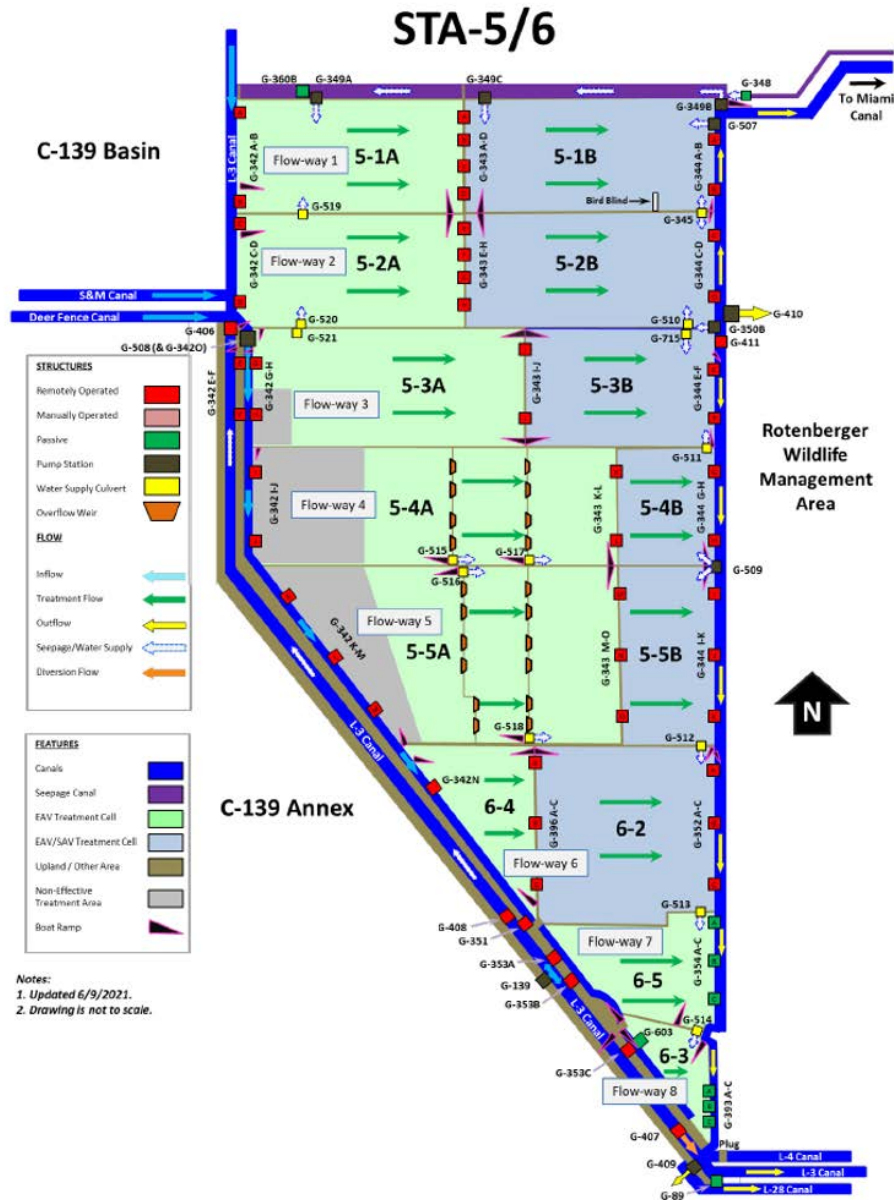 STA-5/6
G-360B
G-349A
G-349C
G-348
G-349B
To Miami
Canal
G-507
C-139 Basin
L-3 Canal
G-342 A-B
Flow-way 1
5-1A
G-343 A-D
5-1B
G-344 A-B
Bird Blind
G-519
G-345
G-342 C-D
Flow-way 2
5-2A
G-343 E-H
5-2B
G-344 C-D
S&M Canal
Deer Fence Canal
G-410
G-406
G-520
G-521
G-510
G-715
G-350B
G-411
G-508 (& G-342O)
G-342 E-F
G-342 G-H
5-3A
G-343 I-J
5-3B
G-344 E-F
Flow-way 3
G-511
Rotenberger
Wildlife
Management
Area
STRUCTURES
Remotely Operated
Manually Operated
Passive
Pump Station
Water Supply Culvert
Overflow Weir
FLOW
Inflow
Treatment Flow
Outflow
Seepage/Water Supply
Diversion Flow
G-342 I-J
Flow-way 4
5-4A
G-343 K-L
5-4B
G-344 G-H
G-515
G-517
G-516
G-509
G-342 K-M
Flow-way 5
5-5A
G-343 M-O
5-5B
G-344 I-K
G-518
G-512
N
L-3 Canal
FEATURES
Canals
Seepage Canal
EAV Treatment Cell
EAV/SAV Treatment Cell
Upland / Other Area
Non-Effective
Treatment Area
Boat Ramp
C-139 Annex
G-342N
6-4
G-396 A-C
6-2
G-352 A-C
Flow-way 6
G-513
G-408
G-351
Flow-way 7
G-354 A-C
G-353A
G-139
G-353B
6-5
L-3 Canal
G-514
G-603
6-3
G-353C
Flow-way 8
G-393 A-C
G-407
Plug
G-409
L-4 Canal
L-3 Canal
G-89
L-28 Canal
Notes:
1. Updated 6/9/2021.
2. Drawing is not to scale.